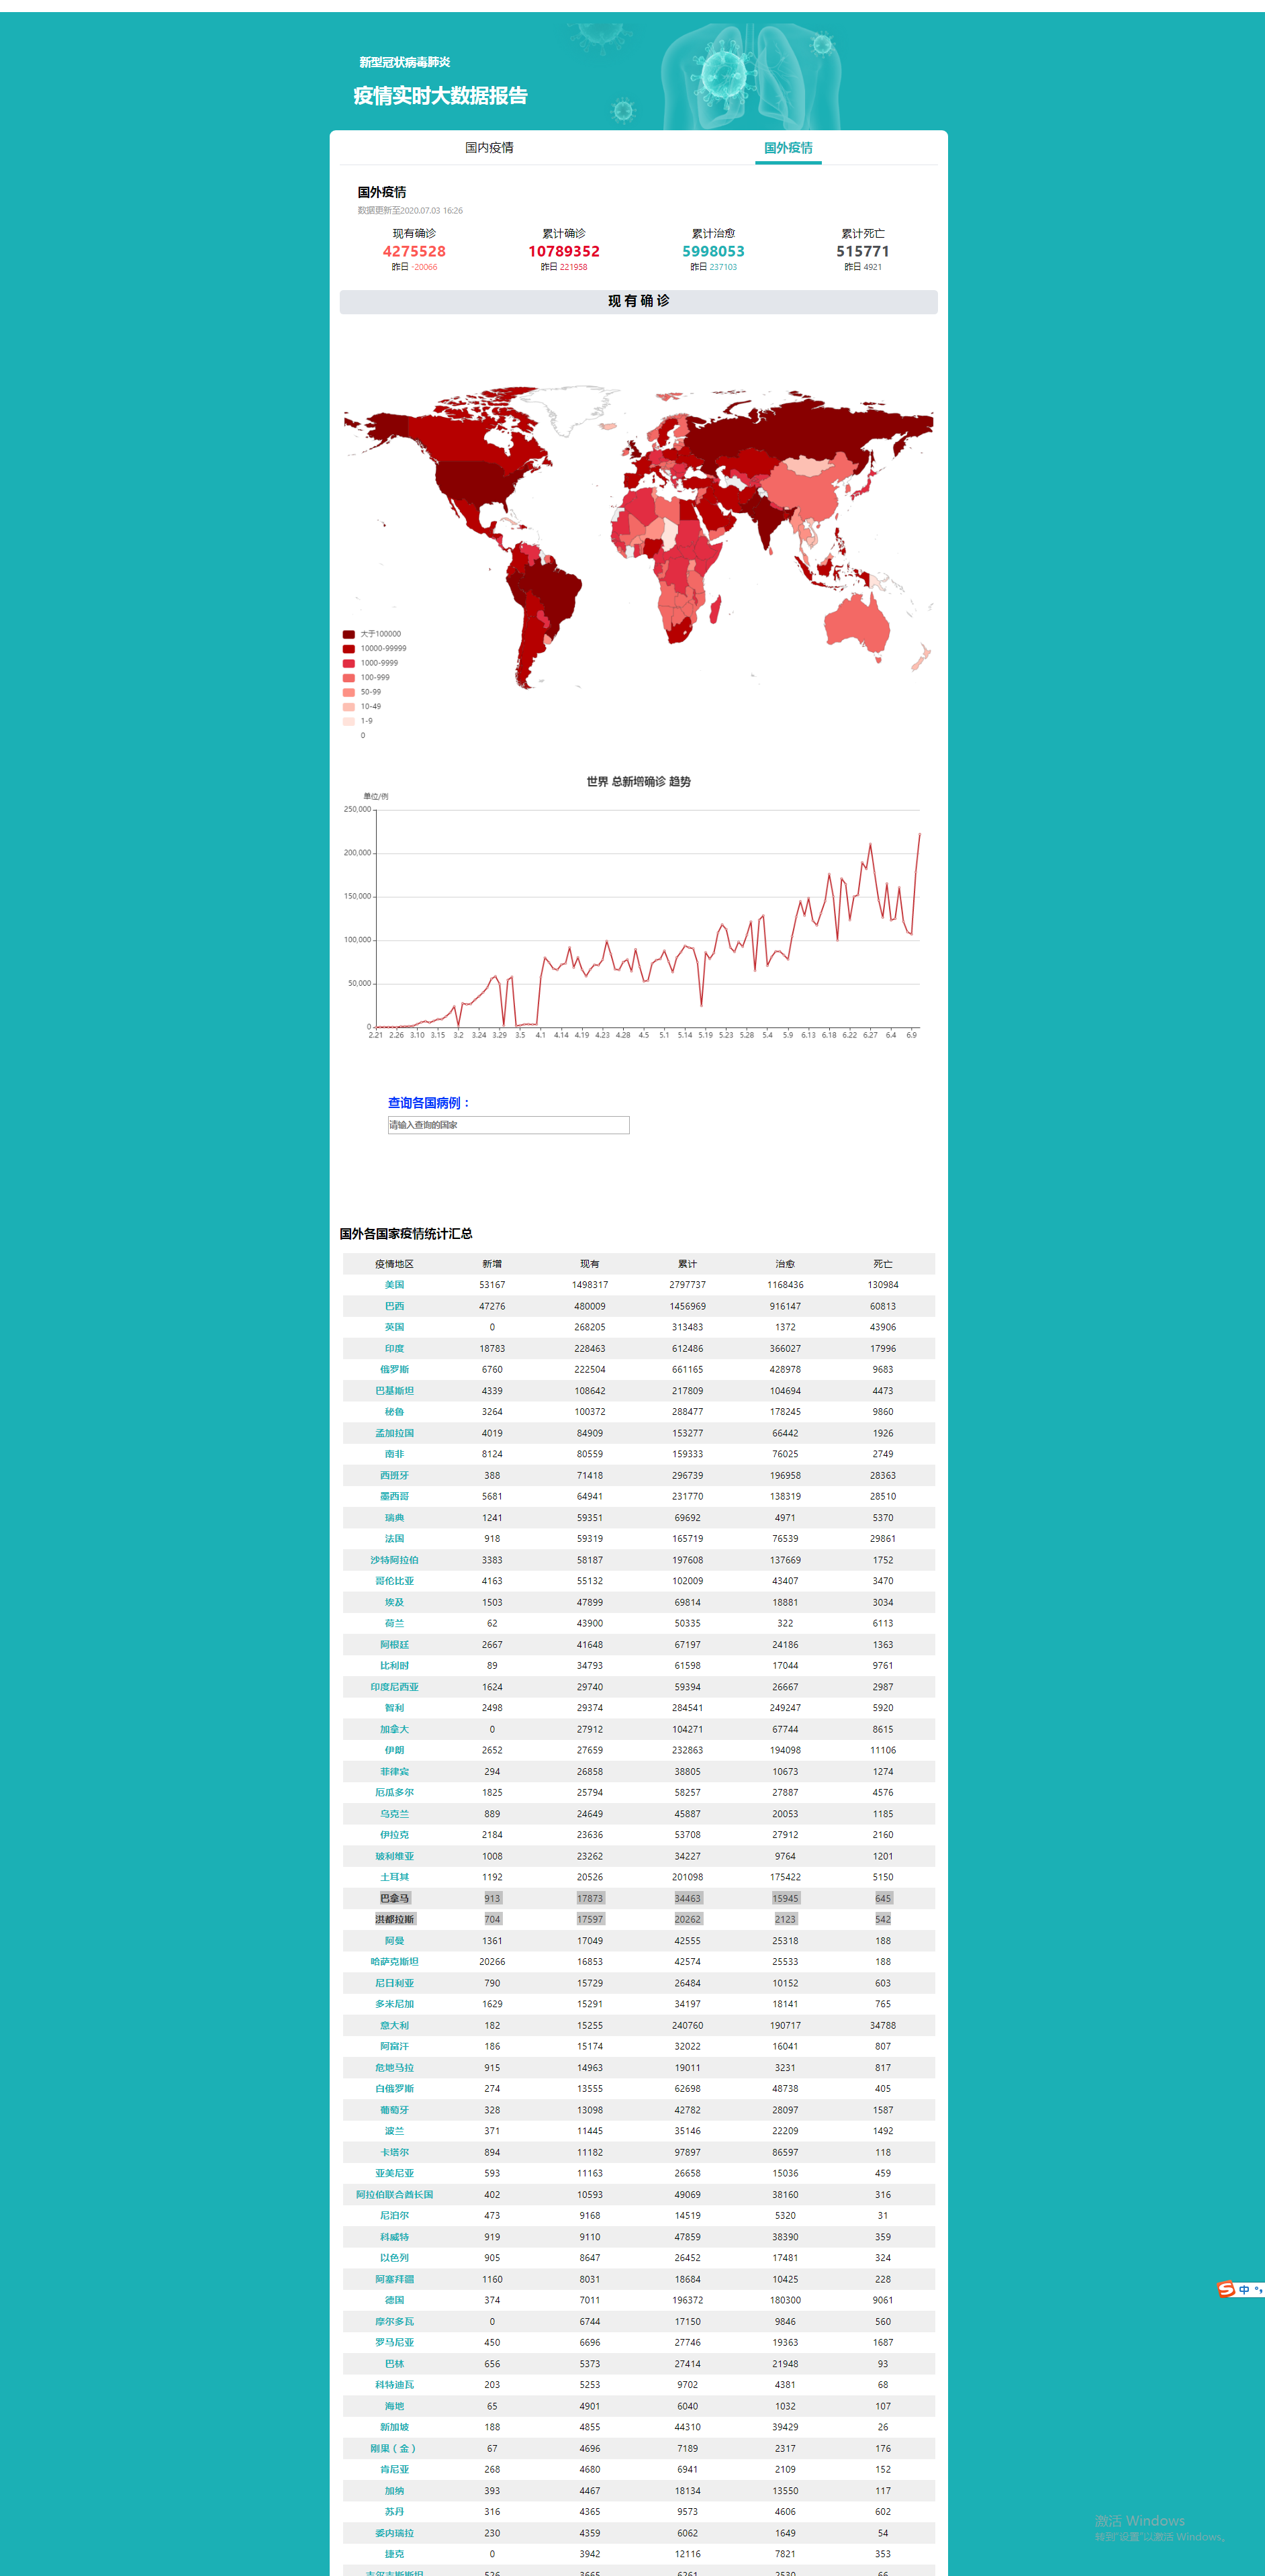 新型冠状病毒肺炎
疫情实时大数据报告
国内疫情 国外疫情
国外疫情
数据更新至2020.07.03 16:26
现有确诊 累计确诊 累计治愈 累计死亡
4275528 10789352 5998053 515771
昨日 -20066 昨日 221958 昨日 237103 昨日 4921
现有确诊
大于100000
10000-99999
1000-9999
100-999
50-99
10-49
1-9
0
世界 总新增确诊 趋势
单位/例
250,000
200,000
150,000
100,000
50,000
0
2.21 2.26 3.10 3.15 3.2 3.24 3.29 3.5 4.1 4.14 4.19 4.23 4.28 4.5 5.1 5.14 5.19 5.23 5.28 5.4 5.9 6.13 6.18 6.22 6.27 6.4 6.9
查询各国病例：
请输入查询的国家
国外各国家疫情统计汇总
疫情地区 新增 现有 累计 治愈 死亡
美国 53167 1498317 2797737 1168436 130984
巴西 47276 480009 1456969 916147 60813
英国 0 268205 313483 1372 43906
印度 18783 228463 612486 366027 17996
俄罗斯 6760 222504 661165 428978 9683
巴基斯坦 4339 108642 217809 104694 4473
秘鲁 3264 100372 288477 178245 9860
孟加拉国 4019 84909 153277 66442 1926
南非 8124 80559 159333 76025 2749
西班牙 388 71418 296739 196958 28363
墨西哥 5681 64941 231770 138319 28510
瑞典 1241 59351 69692 4971 5370
法国 918 59319 165719 76539 29861
沙特阿拉伯 3383 58187 197608 137669 1752
哥伦比亚 4163 55132 102009 43407 3470
埃及 1503 47899 69814 18881 3034
荷兰 62 43900 50335 322 6113
阿根廷 2667 41648 67197 24186 1363
比利时 89 34793 61598 17044 9761
印度尼西亚 1624 29740 59394 26667 2987
智利 2498 29374 284541 249247 5920
加拿大 0 27912 104271 67744 8615
伊朗 2652 27659 232863 194098 11106
菲律宾 294 26858 38805 10673 1274
厄瓜多尔 1825 25794 58257 27887 4576
乌克兰 889 24649 45887 20053 1185
伊拉克 2184 23636 53708 27912 2160
玻利维亚 1008 23262 34227 9764 1201
土耳其 1192 20526 201098 175422 5150
巴拿马 913 17873 34463 15945 645
洪都拉斯 704 17597 20262 2123 542
阿曼 1361 17049 42555 25318 188
哈萨克斯坦 20266 16853 42574 25533 188
尼日利亚 790 15729 26484 10152 603
多米尼加 1629 15291 34197 18141 765
意大利 182 15255 240760 190717 34788
阿富汗 186 15174 32022 16041 807
危地马拉 915 14963 19011 3231 817
白俄罗斯 274 13555 62698 48738 405
葡萄牙 328 13098 42782 28097 1587
波兰 371 11445 35146 22209 1492
卡塔尔 894 11182 97897 86597 118
亚美尼亚 593 11163 26658 15036 459
阿拉伯联合酋长国 402 10593 49069 38160 316
尼泊尔 473 9168 14519 5320 31
科威特 919 9110 47859 38390 359
以色列 905 8647 26452 17481 324
阿塞拜疆 1160 8031 18684 10425 228
德国 374 7011 196372 180300 9061
摩尔多瓦 0 6744 17150 9846 560
罗马尼亚 450 6696 27746 19363 1687
巴林 656 5373 27414 21948 93
科特迪瓦 203 5253 9702 4381 68
海地 65 4901 6040 1032 107
新加坡 188 4855 44310 39429 26
刚果（金） 67 4696 7189 2317 176
肯尼亚 268 4680 6941 2109 152
加纳 393 4467 18134 13550 117
苏丹 316 4365 9573 4606 602
委内瑞拉 230 4359 6062 1649 54
捷克 0 3942 12116 7821 353
吉尔吉斯斯坦 526 3665 6261 2530 66
中
激活 Windows
转到"设置"以激活 Windows。